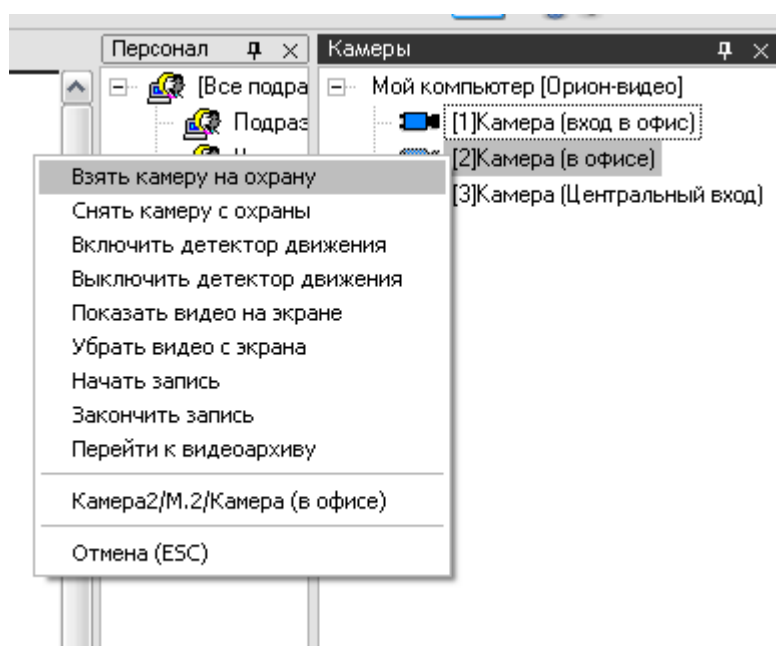 Персонал
Камеры
[Все подра
Мой компьютер [Орион-видео]
Подраз
[1]Камера (вход в офис)
[2]Камера (в офисе)
[3]Камера (Центральный вход)
Взять камеру на охрану
Снять камеру с охраны
Включить детектор движения
Выключить детектор движения
Показать видео на экране
Убрать видео с экрана
Начать запись
Закончить запись
Перейти к видеоархиву
Камера2/М.2/Камера (в офисе)
Отмена (ESC)